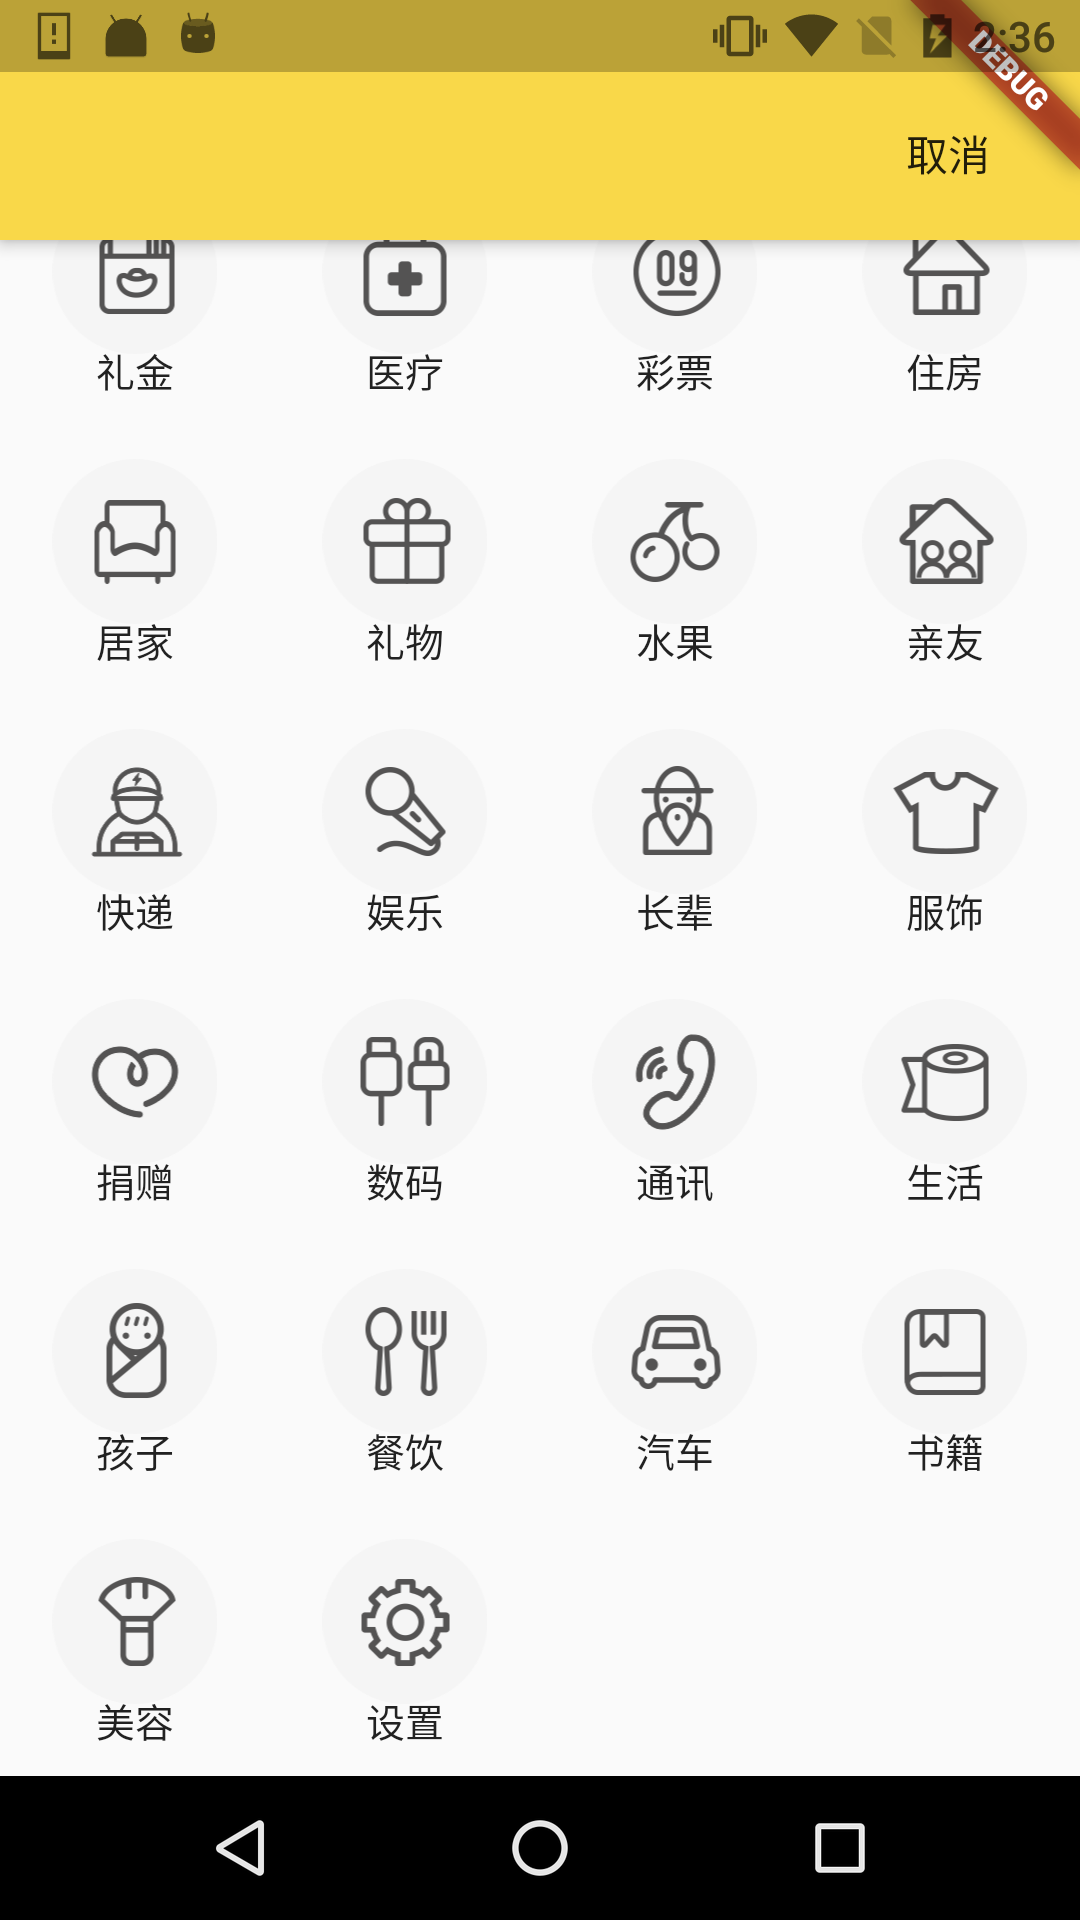 2:36
DEBUG
取消
09
礼金 医疗 彩票 住房
居家 礼物 水果 亲友
快递 娱乐 长辈 服饰
捐赠 数码 通讯 生活
孩子 餐饮 汽车 书籍
美容 设置